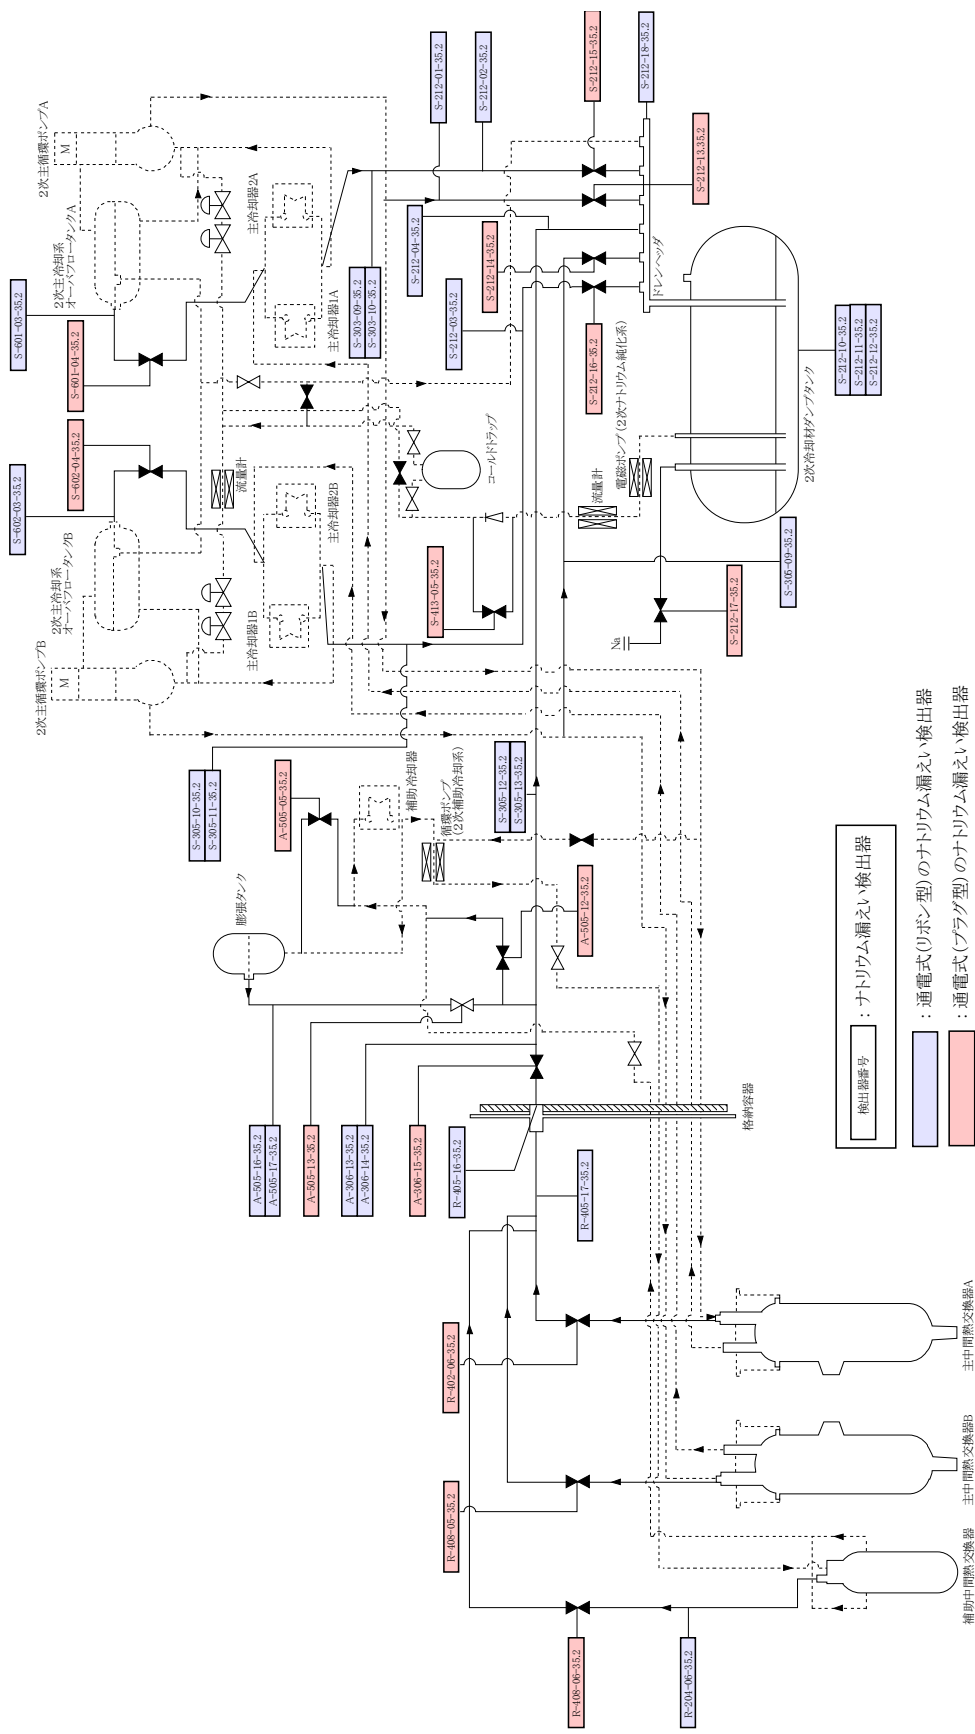 2次主循環ポンプB
2次主循環ポンプA
M
M
S-602-03-35.2
S-602-04-35.2
S-601-03-35.2
S-601-04-35.2
2次主冷却系
オーバフロータンクB
2次主冷却系
オーバフロータンクA
流量計
主冷却器1B
主冷却器2B
主冷却器1A
主冷却器2A
S-305-10-35.2
S-305-11-35.2
S-303-09-35.2
S-303-10-35.2
S-212-01-35.2
S-212-02-35.2
S-212-04-35.2
S-212-03-35.2
S-212-14-35.2
S-212-15-35.2
S-212-18-35.2
S-212-13.35.2
S-212-16-35.2
膨張タンク
A-505-05-35.2
補助冷却器
循環ポンプ
(2次補助冷却系)
S-305-12-35.2
S-305-13-35.2
S-413-05-35.2
コールドトラップ
流量計
電磁ポンプ(2次ナトリウム純化系)
ドレンヘッダ
Na
S-212-17-35.2
S-305-09-35.2
2次冷却材ダンプタンク
S-212-10-35.2
S-212-11-35.2
S-212-12-35.2
A-505-16-35.2
A-505-17-35.2
A-505-13-35.2
A-306-13-35.2
A-306-14-35.2
A-306-15-35.2
A-505-12-35.2
R-405-16-35.2
R-405-17-35.2
格納容器
R-402-06-35.2
R-408-05-35.2
R-408-06-35.2
R-204-06-35.2
補助中間熱交換器
主中間熱交換器B
主中間熱交換器A
検出器番号
：ナトリウム漏えい検出器
：通電式(リボン型)のナトリウム漏えい検出器
：通電式(プラグ型)のナトリウム漏えい検出器